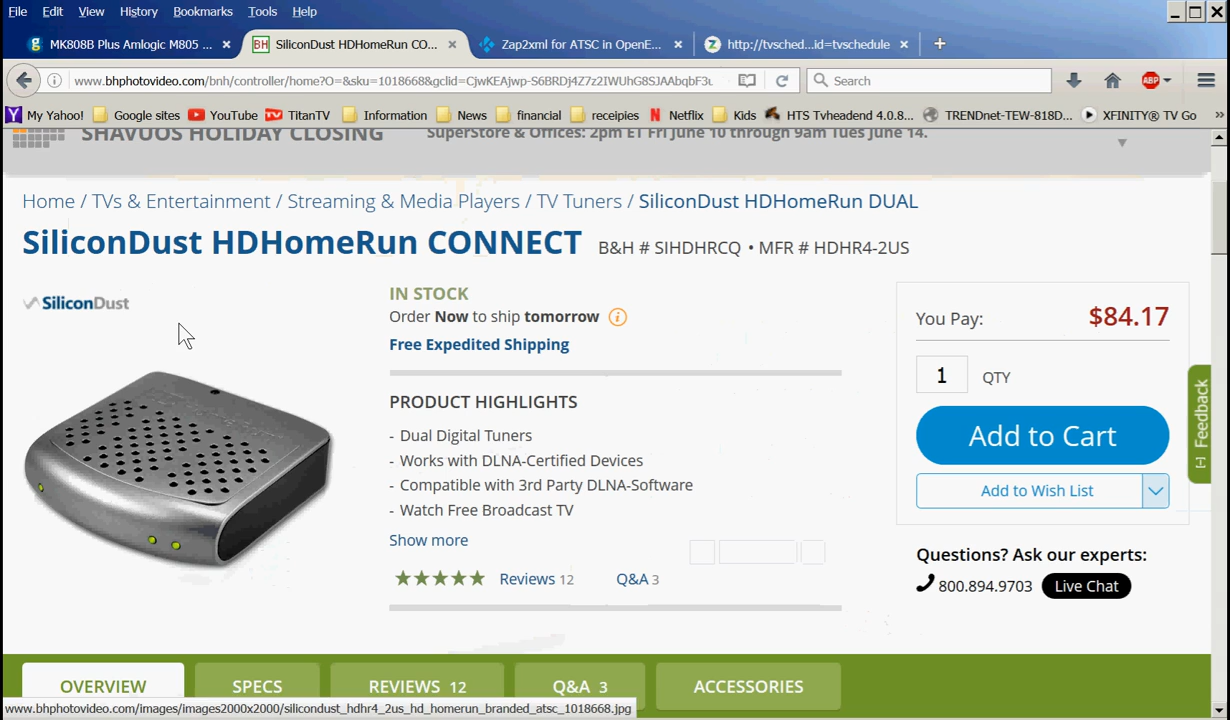 File Edit View History Bookmarks Tools Help
MK808B Plus Amlogic M805 ... × SiliconDust HDHomeRun CO... × Zap2xml for ATSC in OpenE... × http://tvsched...id=tvschedule × +
www.bhphotovideo.com/bnh/controller/home?O=&sku=1018668&gclid=CjwKEAjwp-S6BRDj4Z7z2IWUhG8SJAAbqbF3u Search ABP
My Yahoo! Google sites YouTube TitanTV Information News financial receipies Netflix Kids HTS Tvheadend 4.0.8... TRENDnet-TEW-818D... XFINITY® TV Go »
SHAVUOS HOLIDAY CLOSING SuperStore & Offices: 2pm ET Fri June 10 through 9am Tues June 14.
Home / TVs & Entertainment / Streaming & Media Players / TV Tuners / SiliconDust HDHomeRun DUAL
SiliconDust HDHomeRun CONNECT B&H # SIHDHRCQ • MFR # HDHR4-2US
SiliconDust
IN STOCK
Order Now to ship tomorrow
Free Expedited Shipping
You Pay: $84.17
1 QTY
Add to Cart
Add to Wish List
PRODUCT HIGHLIGHTS
- Dual Digital Tuners
- Works with DLNA-Certified Devices
- Compatible with 3rd Party DLNA-Software
- Watch Free Broadcast TV
Show more
Reviews 12 Q&A 3
Questions? Ask our experts:
800.894.9703 Live Chat
[-] Feedback
OVERVIEW SPECS REVIEWS 12 Q&A 3 ACCESSORIES
www.bhphotovideo.com/images/images2000x2000/silicondust_hdhr4_2us_hd_homerun_branded_atsc_1018668.jpg